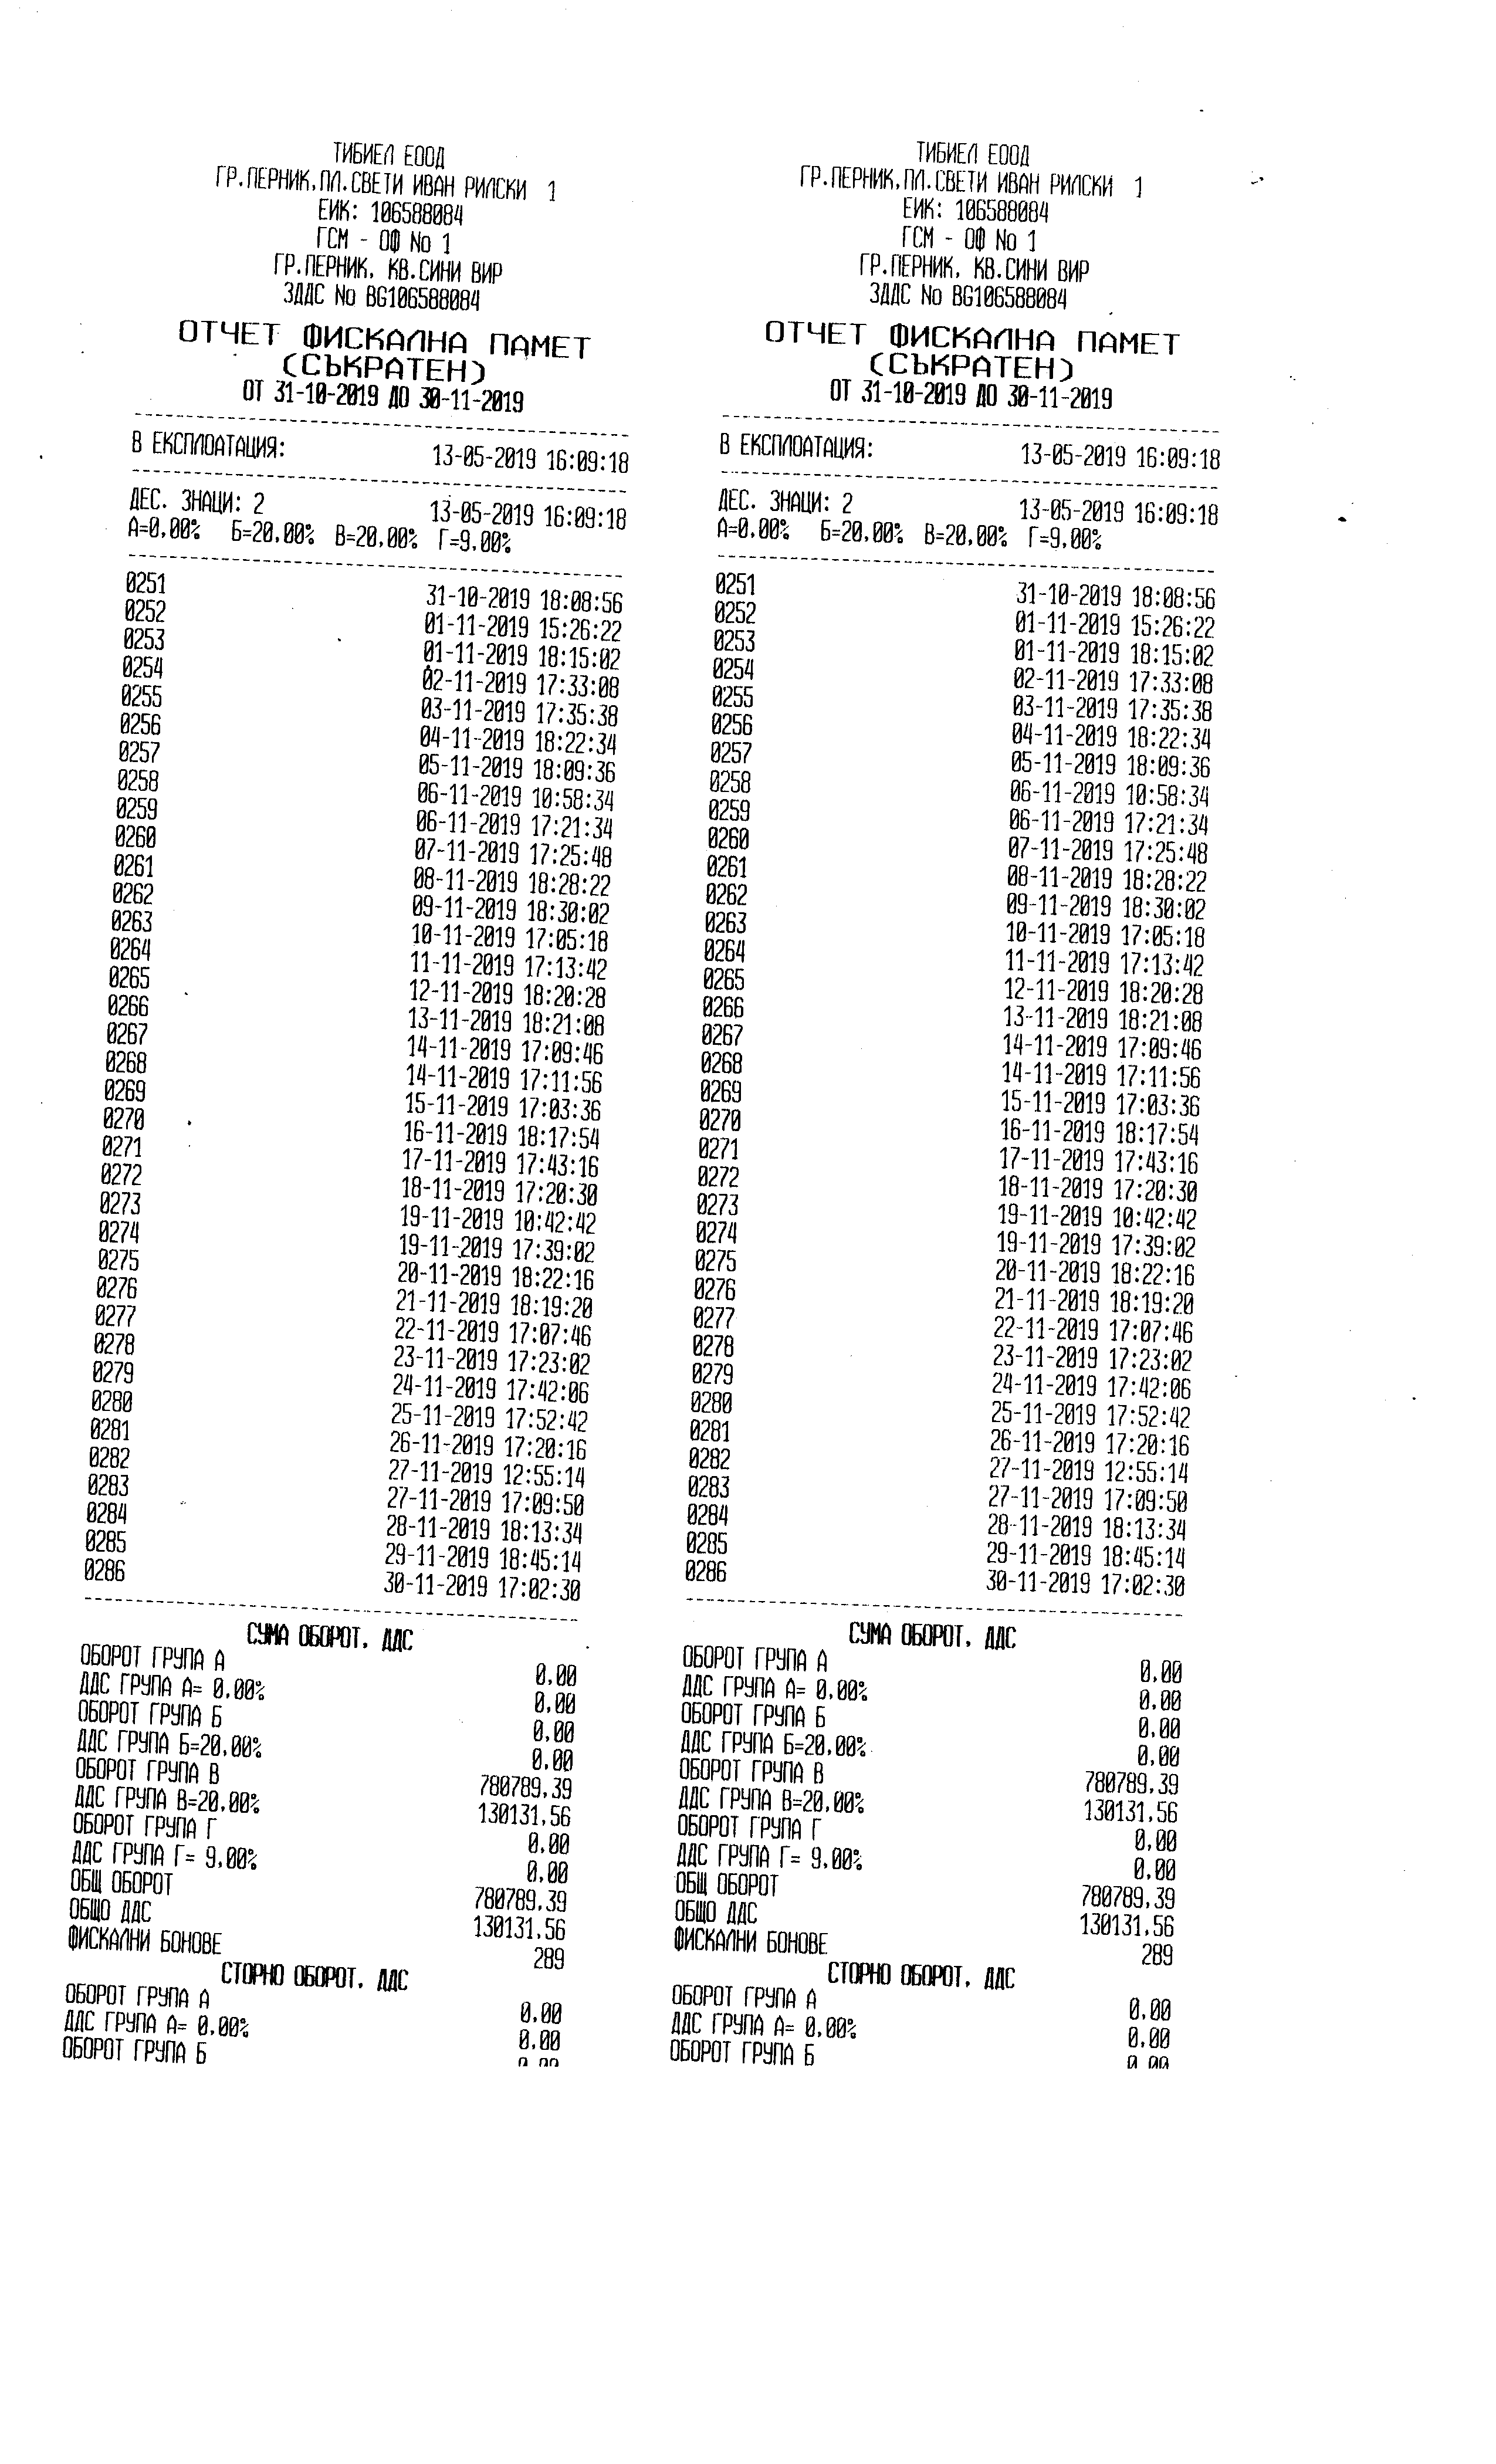 ТИБИЕЛ ЕООД
ГР.ПЕРНИК,ПЛ.СВЕТИ ИВАН РИЛСКИ 1
ЕИК: 106588084
ГСМ - ОФ No 1
ГР.ПЕРНИК, КВ.СИНИ ВИР
ЗДДС No BG106588084
ОТЧЕТ ФИСКАЛНА ПАМЕТ
(СЪКРАТЕН)
ОТ 31-10-2019 ДО 30-11-2019
В ЕКСПЛОАТАЦИЯ: 13-05-2019 16:09:18
ДЕС. ЗНАЦИ: 2 13-05-2019 16:09:18
А=0,00% Б=20,00% В=20,00% Г=9,00%
0251 31-10-2019 18:08:56
0252 01-11-2019 15:26:22
0253 01-11-2019 18:15:02
0254 02-11-2019 17:33:08
0255 03-11-2019 17:35:38
0256 04-11-2019 18:22:34
0257 05-11-2019 18:09:36
0258 06-11-2019 10:58:34
0259 06-11-2019 17:21:34
0260 07-11-2019 17:25:48
0261 08-11-2019 18:28:22
0262 09-11-2019 18:30:02
0263 10-11-2019 17:05:18
0264 11-11-2019 17:13:42
0265 12-11-2019 18:20:28
0266 13-11-2019 18:21:08
0267 14-11-2019 17:09:46
0268 14-11-2019 17:11:56
0269 15-11-2019 17:03:36
0270 16-11-2019 18:17:54
0271 17-11-2019 17:43:16
0272 18-11-2019 17:20:30
0273 19-11-2019 10:42:42
0274 19-11-2019 17:39:02
0275 20-11-2019 18:22:16
0276 21-11-2019 18:19:20
0277 22-11-2019 17:07:46
0278 23-11-2019 17:23:02
0279 24-11-2019 17:42:06
0280 25-11-2019 17:52:42
0281 26-11-2019 17:20:16
0282 27-11-2019 12:55:14
0283 27-11-2019 17:09:50
0284 28-11-2019 18:13:34
0285 29-11-2019 18:45:14
0286 30-11-2019 17:02:30
СУМА ОБОРОТ, ДДС
ОБОРОТ ГРУПА А 0,00
ДДС ГРУПА А= 0,00% 0,00
ОБОРОТ ГРУПА Б 0,00
ДДС ГРУПА Б=20,00% 0,00
ОБОРОТ ГРУПА В 780789,39
ДДС ГРУПА В=20,00% 130131,56
ОБОРОТ ГРУПА Г 0,00
ДДС ГРУПА Г= 9,00% 0,00
ОБЩ ОБОРОТ 780789,39
ОБЩО ДДС 130131,56
ФИСКАЛНИ БОНОВЕ 289
СТОРНО ОБОРОТ, ДДС
ОБОРОТ ГРУПА А 0,00
ДДС ГРУПА А= 0,00% 0,00
ОБОРОТ ГРУПА Б
ТИБИЕЛ ЕООД
ГР.ПЕРНИК,ПЛ.СВЕТИ ИВАН РИЛСКИ 1
ЕИК: 106588084
ГСМ - ОФ No 1
ГР.ПЕРНИК, КВ.СИНИ ВИР
ЗДДС No BG106588084
ОТЧЕТ ФИСКАЛНА ПАМЕТ
(СЪКРАТЕН)
ОТ 31-10-2019 ДО 30-11-2019
В ЕКСПЛОАТАЦИЯ: 13-05-2019 16:09:18
ДЕС. ЗНАЦИ: 2 13-05-2019 16:09:18
А=0,00% Б=20,00% В=20,00% Г=9,00%
0251 31-10-2019 18:08:56
0252 01-11-2019 15:26:22
0253 01-11-2019 18:15:02
0254 02-11-2019 17:33:08
0255 03-11-2019 17:35:38
0256 04-11-2019 18:22:34
0257 05-11-2019 18:09:36
0258 06-11-2019 10:58:34
0259 06-11-2019 17:21:34
0260 07-11-2019 17:25:48
0261 08-11-2019 18:28:22
0262 09-11-2019 18:30:02
0263 10-11-2019 17:05:18
0264 11-11-2019 17:13:42
0265 12-11-2019 18:20:28
0266 13-11-2019 18:21:08
0267 14-11-2019 17:09:46
0268 14-11-2019 17:11:56
0269 15-11-2019 17:03:36
0270 16-11-2019 18:17:54
0271 17-11-2019 17:43:16
0272 18-11-2019 17:20:30
0273 19-11-2019 10:42:42
0274 19-11-2019 17:39:02
0275 20-11-2019 18:22:16
0276 21-11-2019 18:19:20
0277 22-11-2019 17:07:46
0278 23-11-2019 17:23:02
0279 24-11-2019 17:42:06
0280 25-11-2019 17:52:42
0281 26-11-2019 17:20:16
0282 27-11-2019 12:55:14
0283 27-11-2019 17:09:50
0284 28-11-2019 18:13:34
0285 29-11-2019 18:45:14
0286 30-11-2019 17:02:30
СУМА ОБОРОТ, ДДС
ОБОРОТ ГРУПА А 0,00
ДДС ГРУПА А= 0,00% 0,00
ОБОРОТ ГРУПА Б 0,00
ДДС ГРУПА Б=20,00% 0,00
ОБОРОТ ГРУПА В 780789,39
ДДС ГРУПА В=20,00% 130131,56
ОБОРОТ ГРУПА Г 0,00
ДДС ГРУПА Г= 9,00% 0,00
ОБЩ ОБОРОТ 780789,39
ОБЩО ДДС 130131,56
ФИСКАЛНИ БОНОВЕ 289
СТОРНО ОБОРОТ, ДДС
ОБОРОТ ГРУПА А 0,00
ДДС ГРУПА А= 0,00% 0,00
ОБОРОТ ГРУПА Б